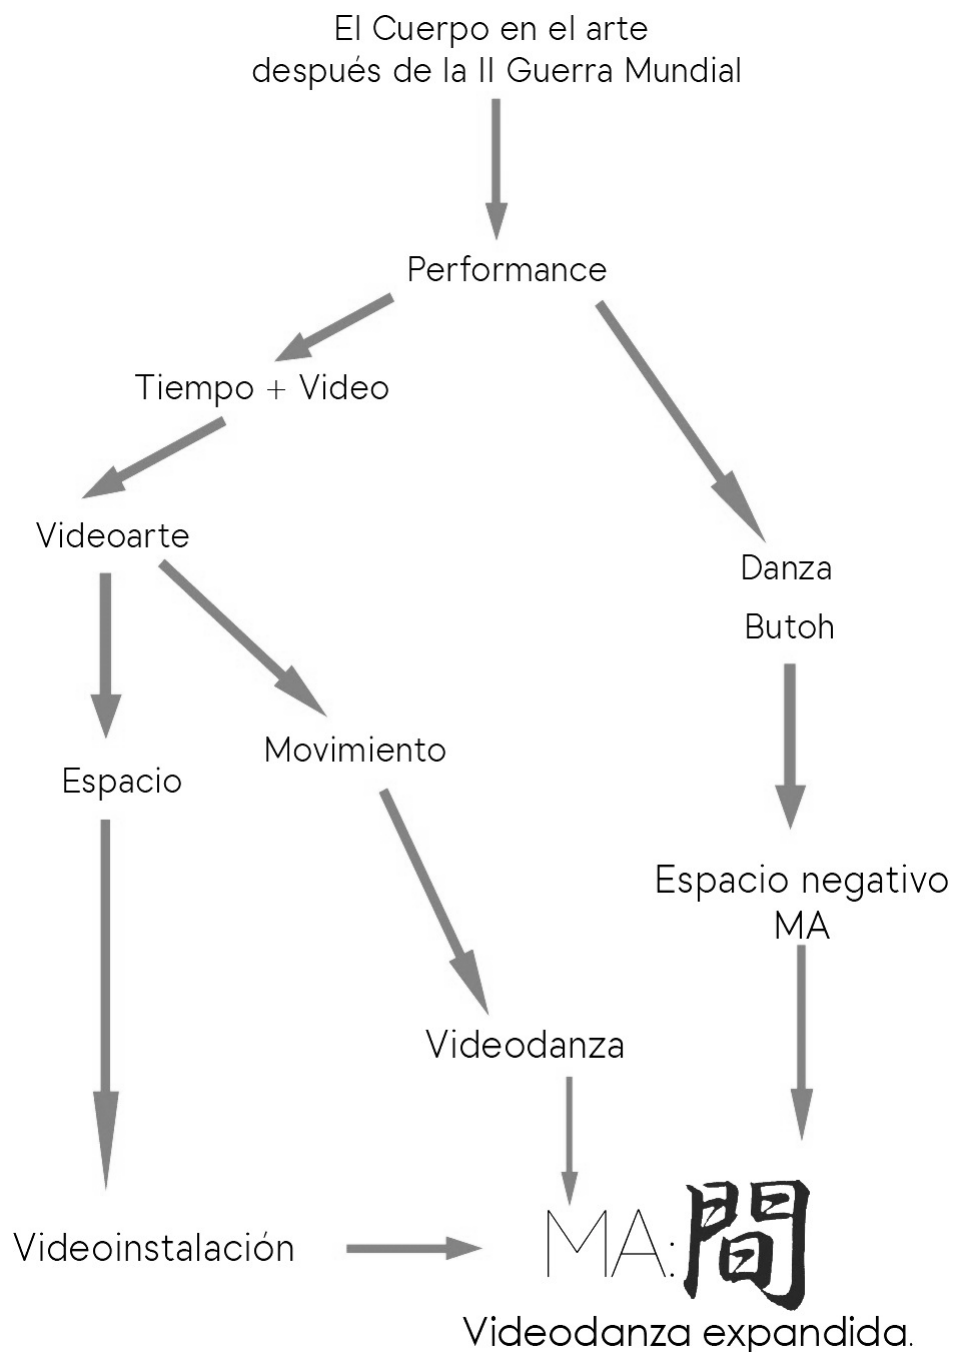 El Cuerpo en el arte
después de la II Guerra Mundial
Performance
Tiempo + Video
Videoarte
Danza
Butoh
Movimiento
Espacio
Espacio negativo
MA
Videodanza
Videoinstalación
MA:間
Videodanza expandida.